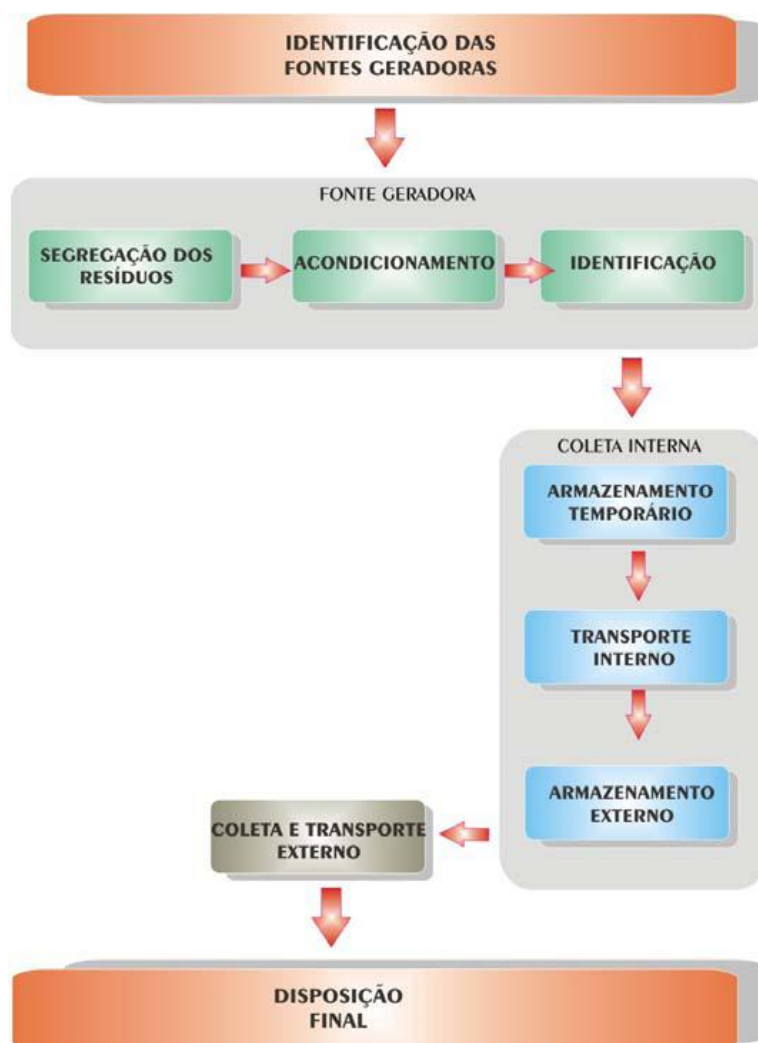 IDENTIFICAÇÃO DAS
FONTES GERADORAS
FONTE GERADORA
SEGREGAÇÃO DOS
RESÍDUOS
ACONDICIONAMENTO
IDENTIFICAÇÃO
COLETA INTERNA
ARMAZENAMENTO
TEMPORÁRIO
TRANSPORTE
INTERNO
ARMAZENAMENTO
EXTERNO
COLETA E TRANSPORTE
EXTERNO
DISPOSIÇÃO
FINAL